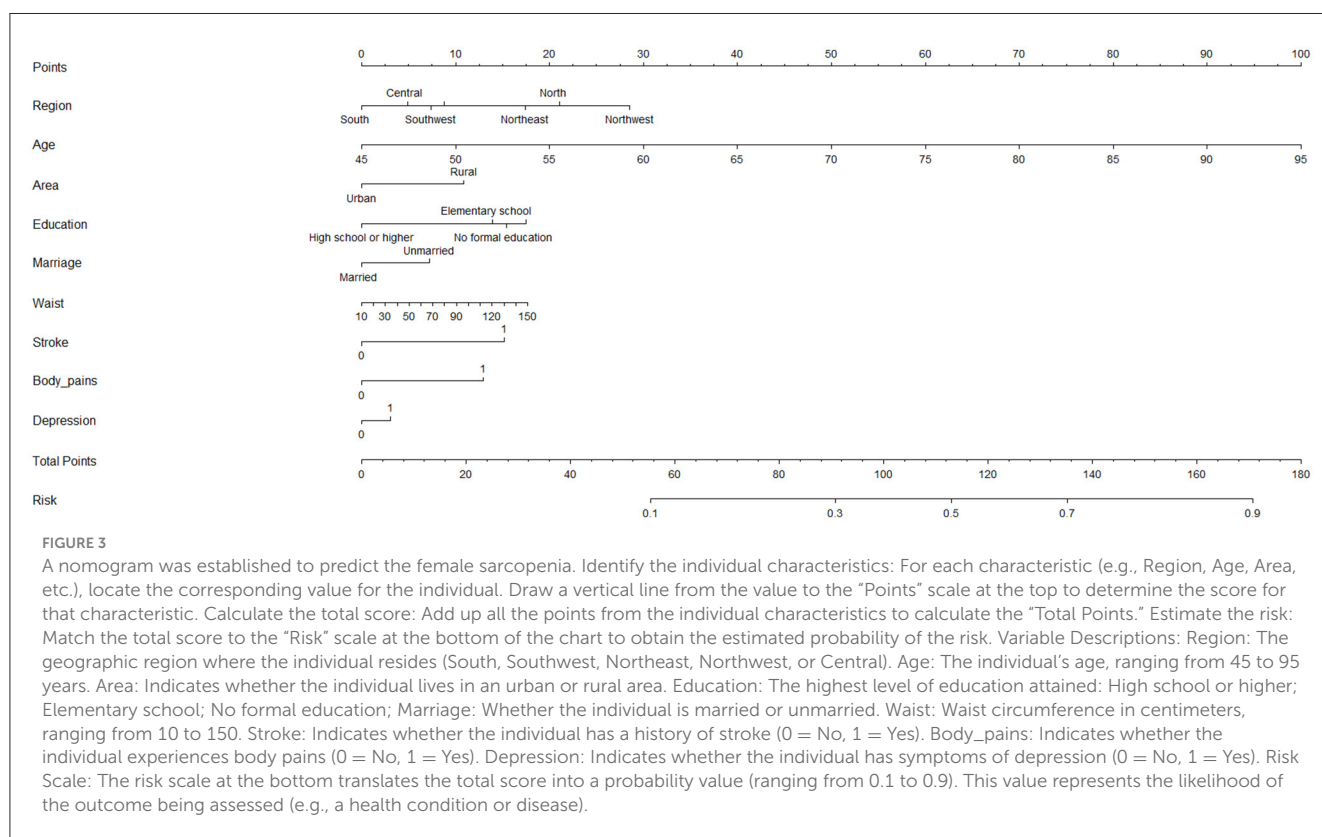 Points 0 10 20 30 40 50 60 70 80 90 100
Central North
Region
South Southwest Northeast Northwest
Age
45 50 55 60 65 70 75 80 85 90 95
Rural
Area
Urban
Elementary school
Education
High school or higher No formal education
Unmarried
Marriage
Married
Waist
10 30 50 70 90 120 150
1
Stroke
0
1
Body_pains
0
1
Depression
0
Total Points
0 20 40 60 80 100 120 140 160 180
Risk
0.1 0.3 0.5 0.7 0.9
FIGURE 3
A nomogram was established to predict the female sarcopenia. Identify the individual characteristics: For each characteristic (e.g., Region, Age, Area,
etc.), locate the corresponding value for the individual. Draw a vertical line from the value to the “Points” scale at the top to determine the score for
that characteristic. Calculate the total score: Add up all the points from the individual characteristics to calculate the “Total Points.” Estimate the risk:
Match the total score to the “Risk” scale at the bottom of the chart to obtain the estimated probability of the risk. Variable Descriptions: Region: The
geographic region where the individual resides (South, Southwest, Northeast, Northwest, or Central). Age: The individual’s age, ranging from 45 to 95
years. Area: Indicates whether the individual lives in an urban or rural area. Education: The highest level of education attained: High school or higher;
Elementary school; No formal education; Marriage: Whether the individual is married or unmarried. Waist: Waist circumference in centimeters,
ranging from 10 to 150. Stroke: Indicates whether the individual has a history of stroke (0 = No, 1 = Yes). Body_pains: Indicates whether the
individual experiences body pains (0 = No, 1 = Yes). Depression: Indicates whether the individual has symptoms of depression (0 = No, 1 = Yes). Risk
Scale: The risk scale at the bottom translates the total score into a probability value (ranging from 0.1 to 0.9). This value represents the likelihood of
the outcome being assessed (e.g., a health condition or disease).